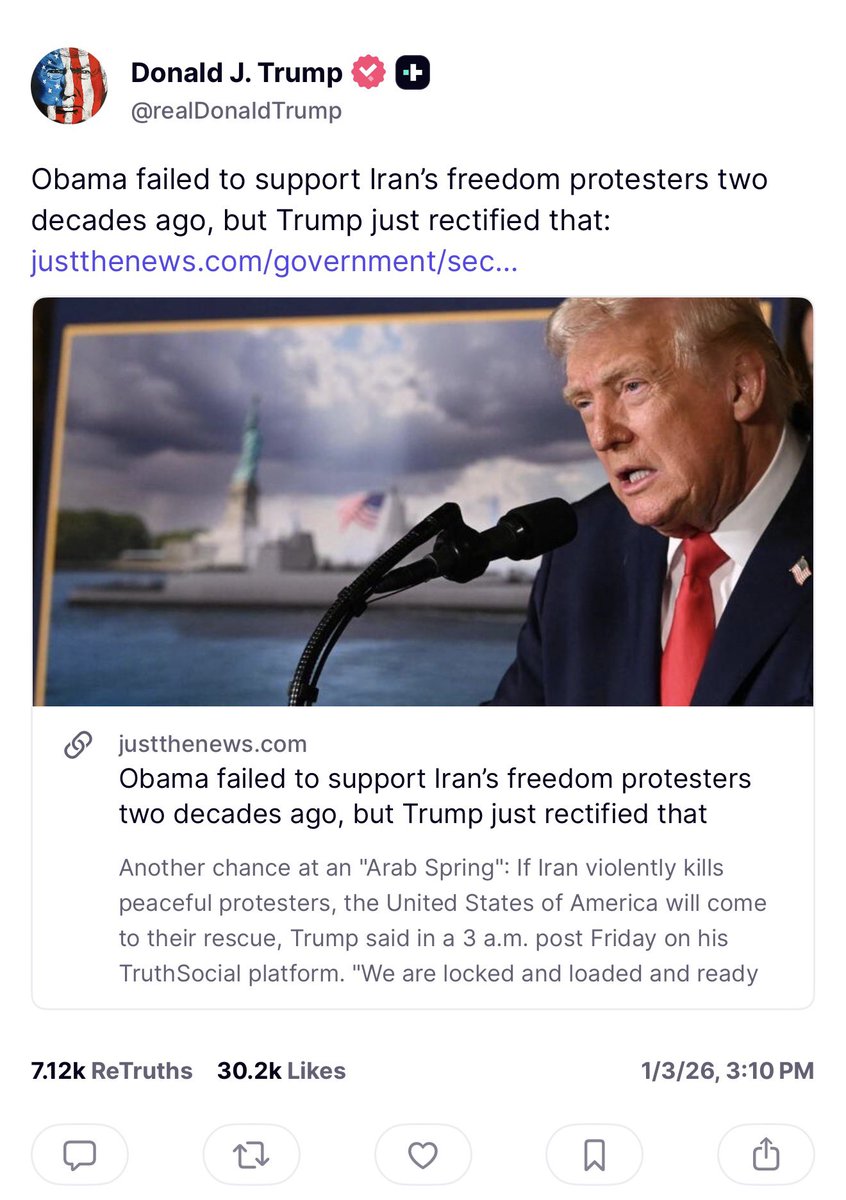 Donald J. Trump
@realDonaldTrump
Obama failed to support Iran’s freedom protesters two
decades ago, but Trump just rectified that:
justthenews.com/government/sec...
justthenews.com
Obama failed to support Iran’s freedom protesters
two decades ago, but Trump just rectified that
Another chance at an "Arab Spring": If Iran violently kills
peaceful protesters, the United States of America will come
to their rescue, Trump said in a 3 a.m. post Friday on his
TruthSocial platform. "We are locked and loaded and ready
7.12k ReTruths 30.2k Likes 1/3/26, 3:10 PM